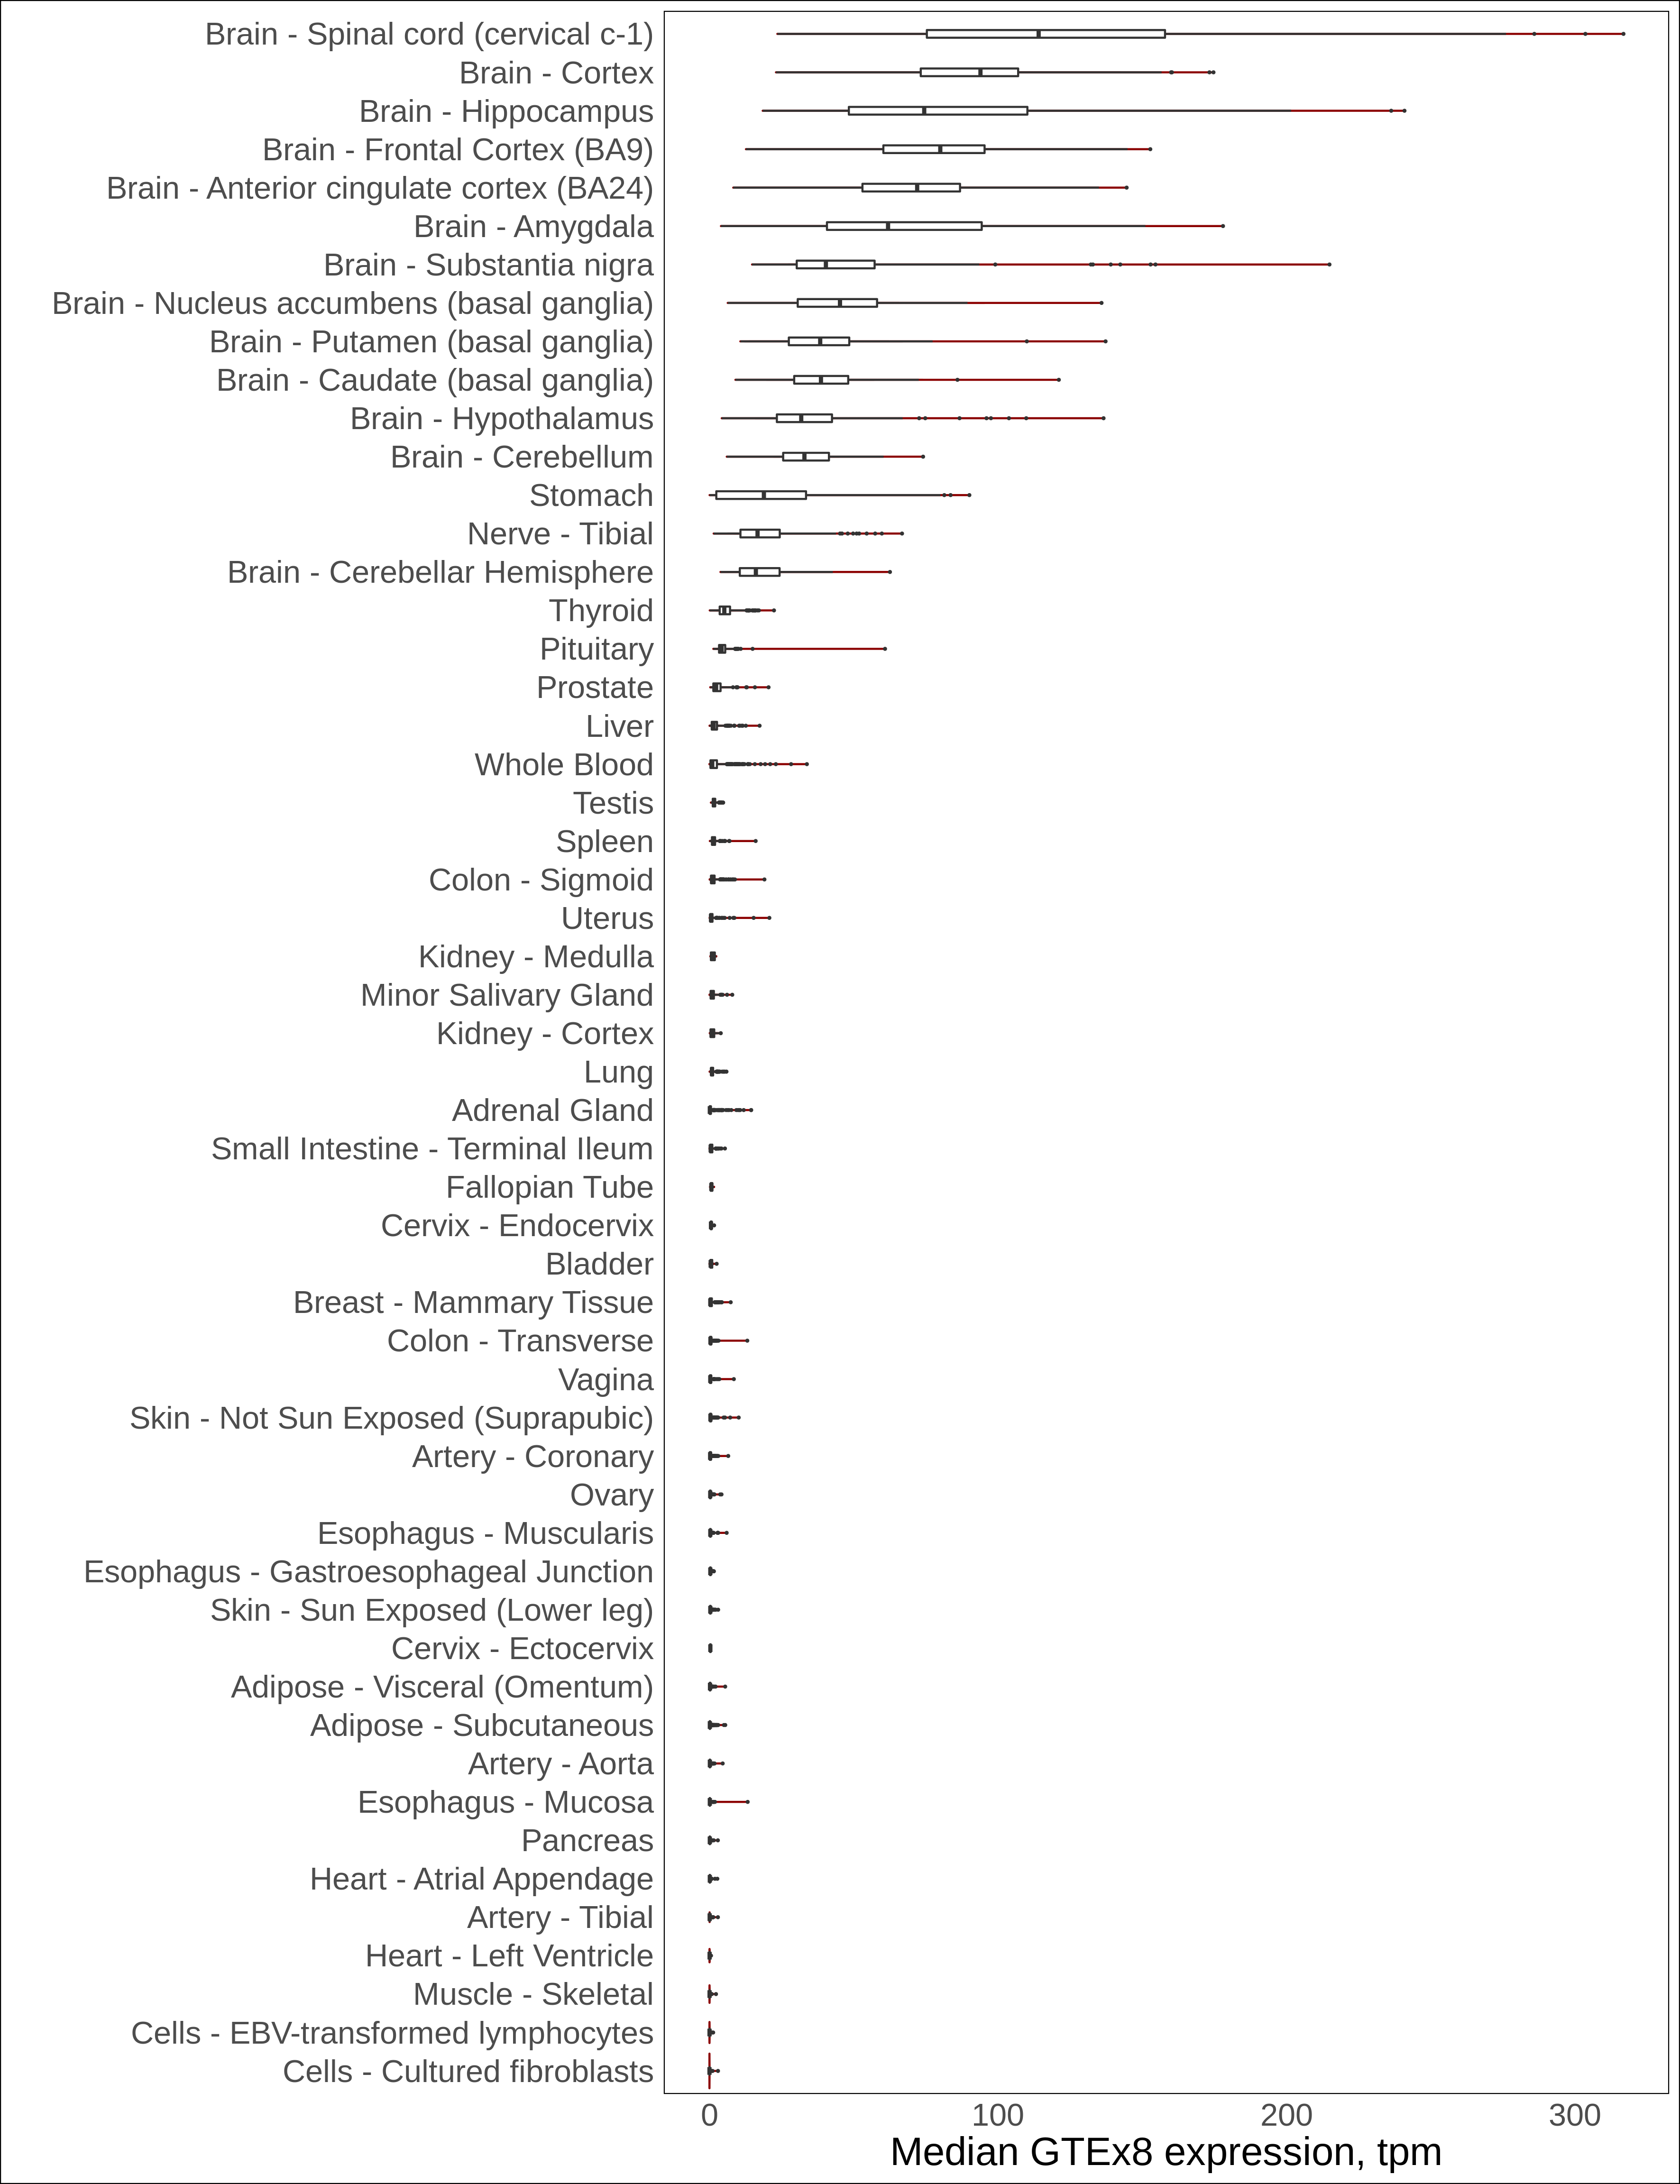 Brain - Spinal cord (cervical c-1)
Brain - Cortex
Brain - Hippocampus
Brain - Frontal Cortex (BA9)
Brain - Anterior cingulate cortex (BA24)
Brain - Amygdala
Brain - Substantia nigra
Brain - Nucleus accumbens (basal ganglia)
Brain - Putamen (basal ganglia)
Brain - Caudate (basal ganglia)
Brain - Hypothalamus
Brain - Cerebellum
Stomach
Nerve - Tibial
Brain - Cerebellar Hemisphere
Thyroid
Pituitary
Prostate
Liver
Whole Blood
Testis
Spleen
Colon - Sigmoid
Uterus
Kidney - Medulla
Minor Salivary Gland
Kidney - Cortex
Lung
Adrenal Gland
Small Intestine - Terminal Ileum
Fallopian Tube
Cervix - Endocervix
Bladder
Breast - Mammary Tissue
Colon - Transverse
Vagina
Skin - Not Sun Exposed (Suprapubic)
Artery - Coronary
Ovary
Esophagus - Muscularis
Esophagus - Gastroesophageal Junction
Skin - Sun Exposed (Lower leg)
Cervix - Ectocervix
Adipose - Visceral (Omentum)
Adipose - Subcutaneous
Artery - Aorta
Esophagus - Mucosa
Pancreas
Heart - Atrial Appendage
Artery - Tibial
Heart - Left Ventricle
Muscle - Skeletal
Cells - EBV-transformed lymphocytes
Cells - Cultured fibroblasts
0 100 200 300
Median GTEx8 expression, tpm